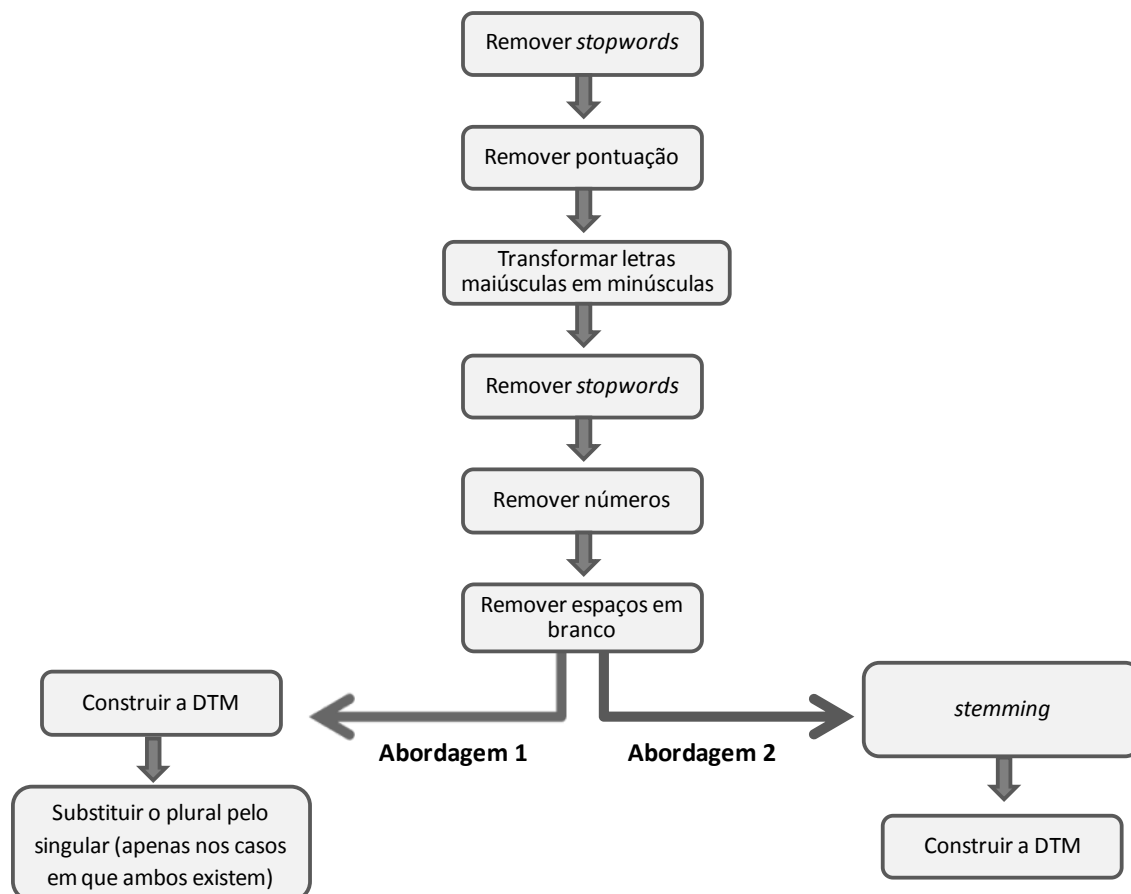 Remover stopwords
Remover pontuação
Transformar letras
maiúsculas em minúsculas
Remover stopwords
Remover números
Remover espaços em
branco
Construir a DTM
Abordagem 1
Substituir o plural pelo
singular (apenas nos casos
em que ambos existem)
Abordagem 2
stemming
Construir a DTM